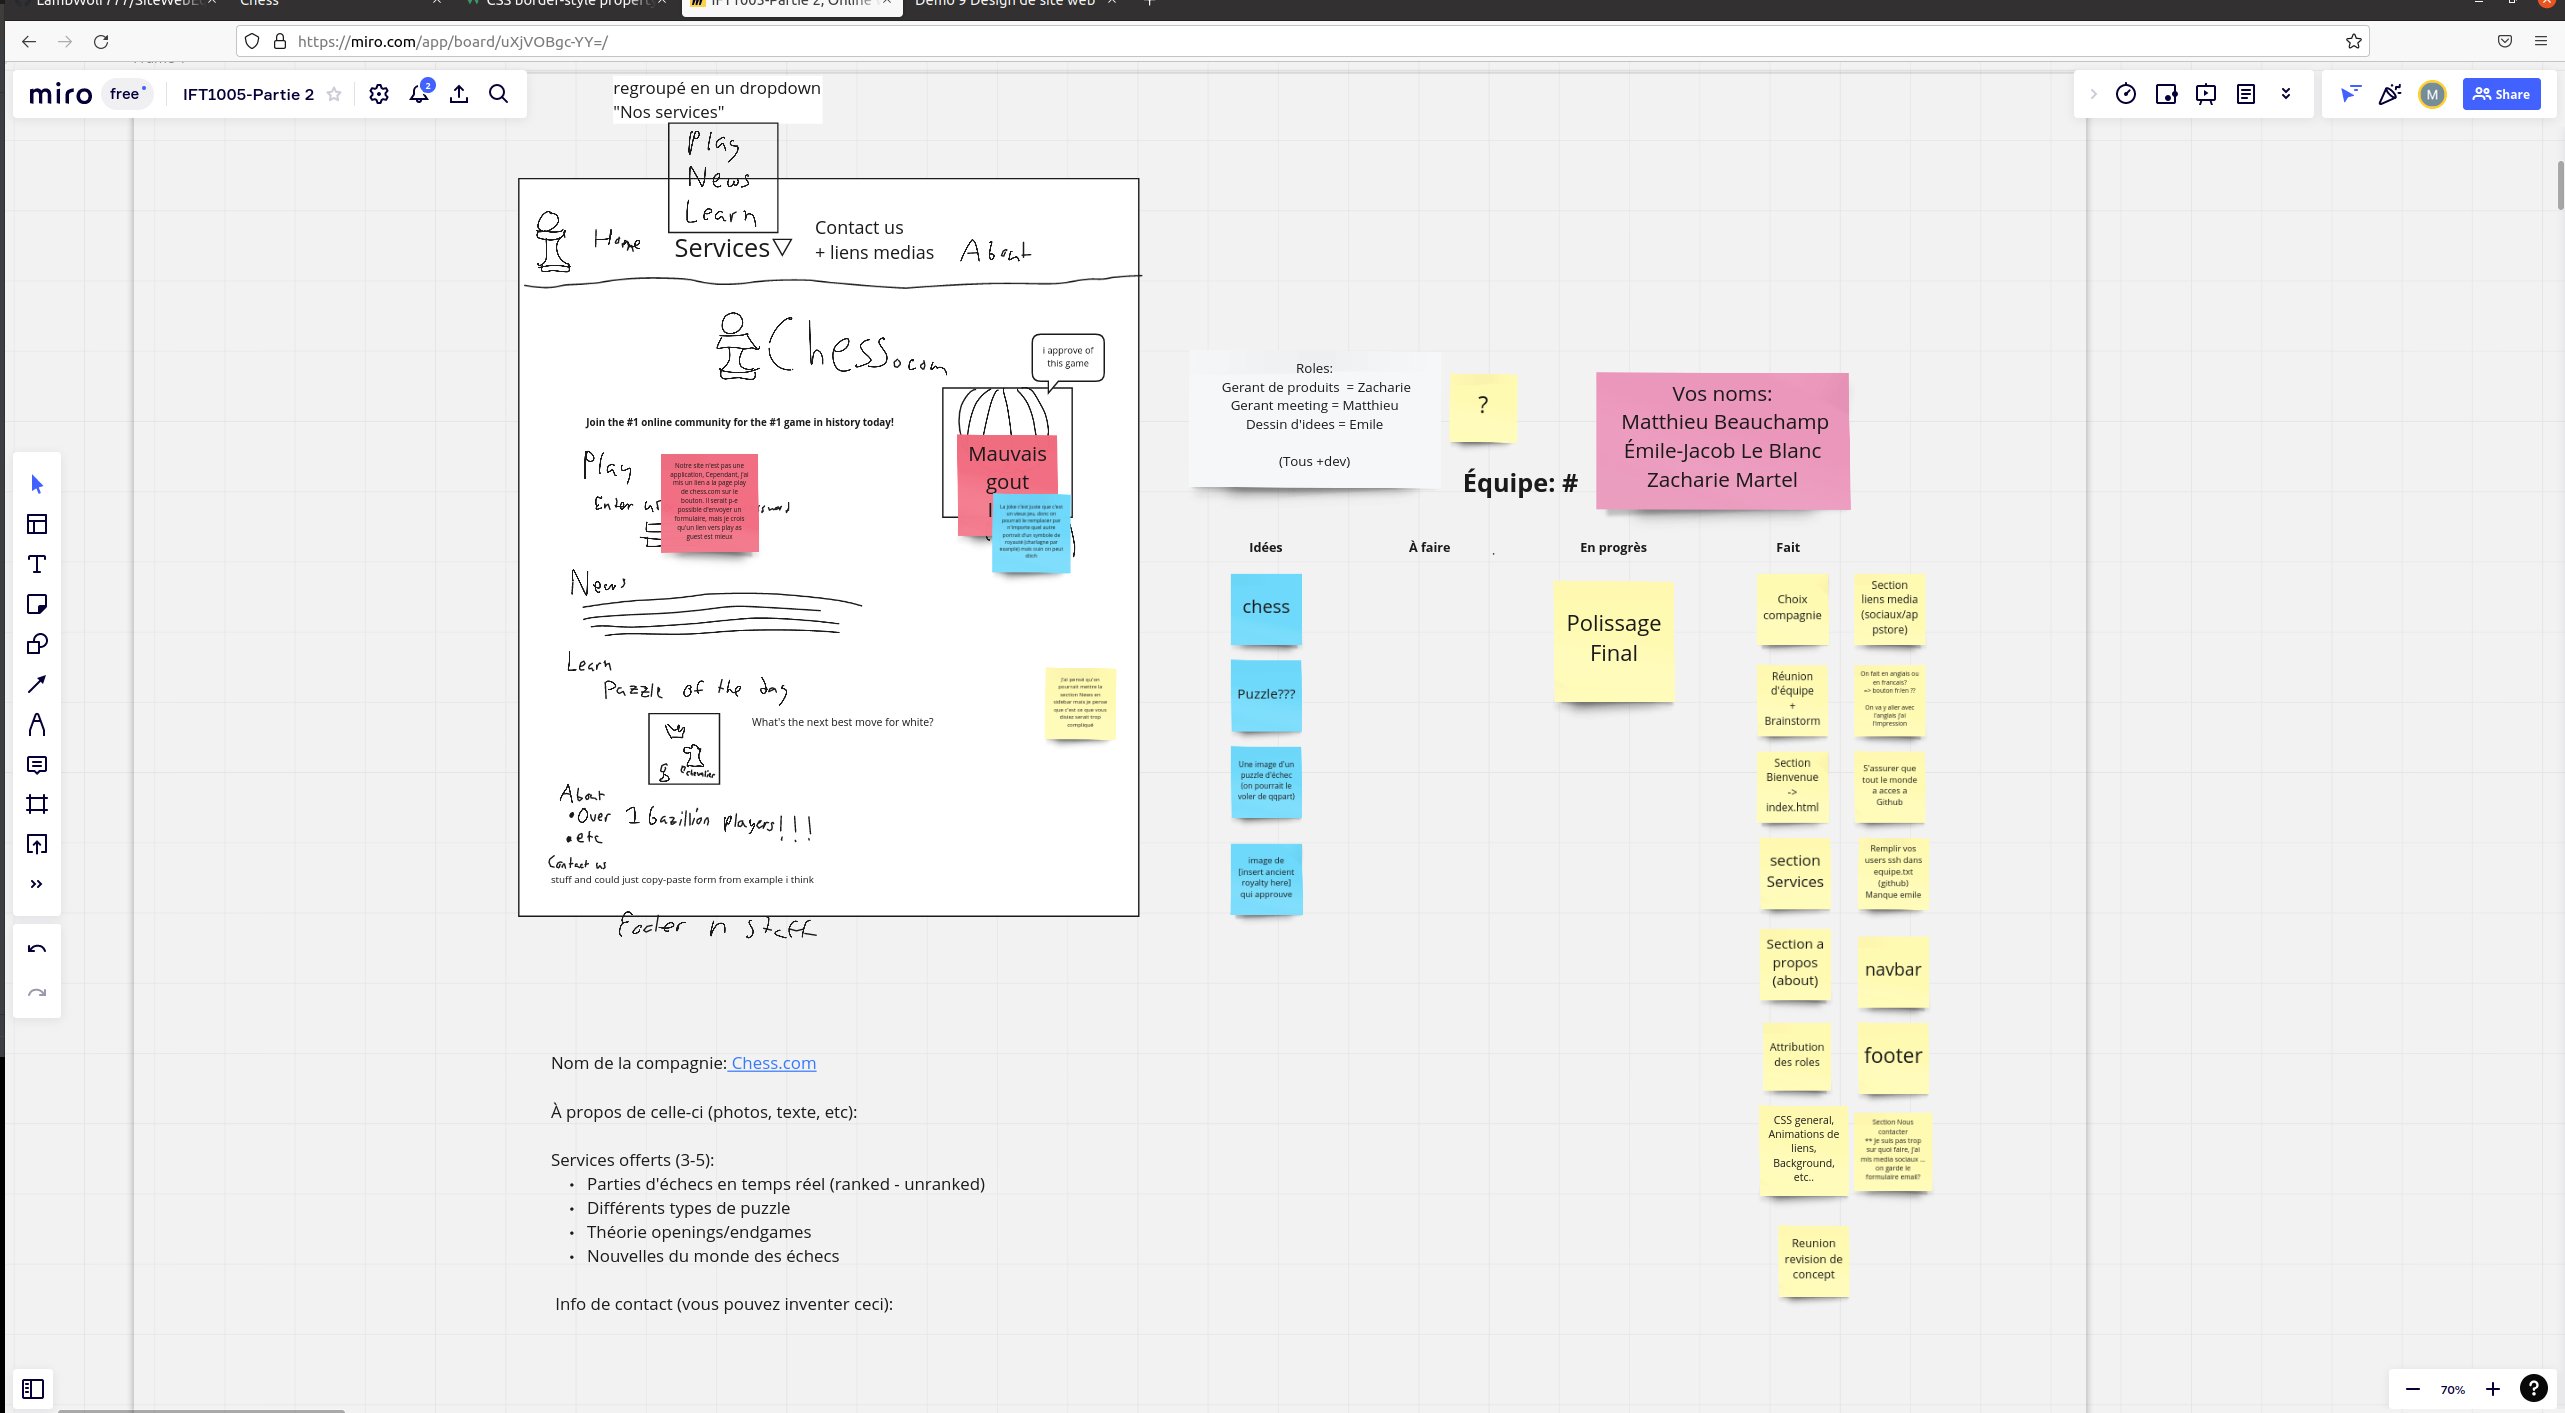 LambWolf777/SiteWebE
Chess
CSS border-style property
IFT1005-Partie 2, Online
Demo 9 Design de site web
https://miro.com/app/board/uXjVOBgc-YY=/
miro
free
IFT1005-Partie 2
2
M
Share
regroupé en un dropdown
"Nos services"
Play
News
Learn
Home
Services
Contact us
+ liens medias
About
Chess.com
i approve of
this game
Join the #1 online community for the #1 game in history today!
Play
Enter
Notre site n'est pas une
application. Cependant, j'ai
mis un lien a la page play
de chess.com sur le
bouton. Il serait p-e
possible d'envoyer un
formulaire, mais je crois
qu'un lien vers play as
guest est mieux
Mauvais
gout
La joke c'est juste que c'est
un vieux jeu, donc on
pourrait le remplacer par
n'importe quel autre
portrait d'un symbole de
royauté (charlagne par
example) mais ouin on peut
News
Learn
Puzzle of the day
What's the next best move for white?
chevalier
J'ai pensé qu'on
pourrait mettre la
section News en
sidebar mais je pense
que c'est ce que vous
disiez serait trop
compliqué
About
•Over 1 Gazillion players!!!
•etc
Contact us
stuff and could just copy-paste form from example i think
Footer n stuff
Nom de la compagnie: Chess.com
À propos de celle-ci (photos, texte, etc):
Services offerts (3-5):
• Parties d'échecs en temps réel (ranked - unranked)
• Différents types de puzzle
• Théorie openings/endgames
• Nouvelles du monde des échecs
Info de contact (vous pouvez inventer ceci):
Roles:
Gerant de produits = Zacharie
Gerant meeting = Matthieu
Dessin d'idees = Emile
(Tous +dev)
?
Équipe: #
Vos noms:
Matthieu Beauchamp
Émile-Jacob Le Blanc
Zacharie Martel
Idées
À faire
.
En progrès
Fait
chess
Puzzle???
Une image d'un
puzzle d'échec
(on pourrait le
voler de qqpart)
image de
[insert ancient
royalty here]
qui approuve
Polissage
Final
Choix
compagnie
Section
liens media
(sociaux/ap
pstore)
Réunion
d'équipe
+
Brainstorm
On fait en anglais ou
en francais?
=> bouton fr/en ??
On va y aller avec
l'anglais j'ai
l'impression
Section
Bienvenue
->
index.html
S'assurer que
tout le monde
a acces a
Github
section
Services
Remplir vos
users ssh dans
equipe.txt
(github)
Manque emile
Section a
propos
(about)
navbar
Attribution
des roles
footer
CSS general,
Animations de
liens,
Background,
etc..
Section Nous
contacter
** je suis pas trop
sur quoi faire, j'ai
mis media sociaux ...
on garde le
formulaire email?
Reunion
revision de
concept
70%
?